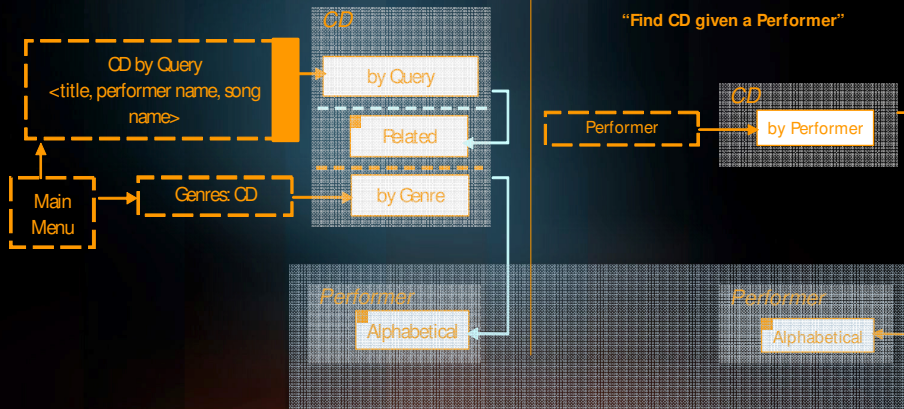 CD
CD by Query
<title, performer name, song
name>
by Query
Related
Main
Menu
Genres: CD
by Genre
Performer
Alphabetical
“Find CD given a Performer”
CD
Performer
by Performer
Performer
Alphabetical